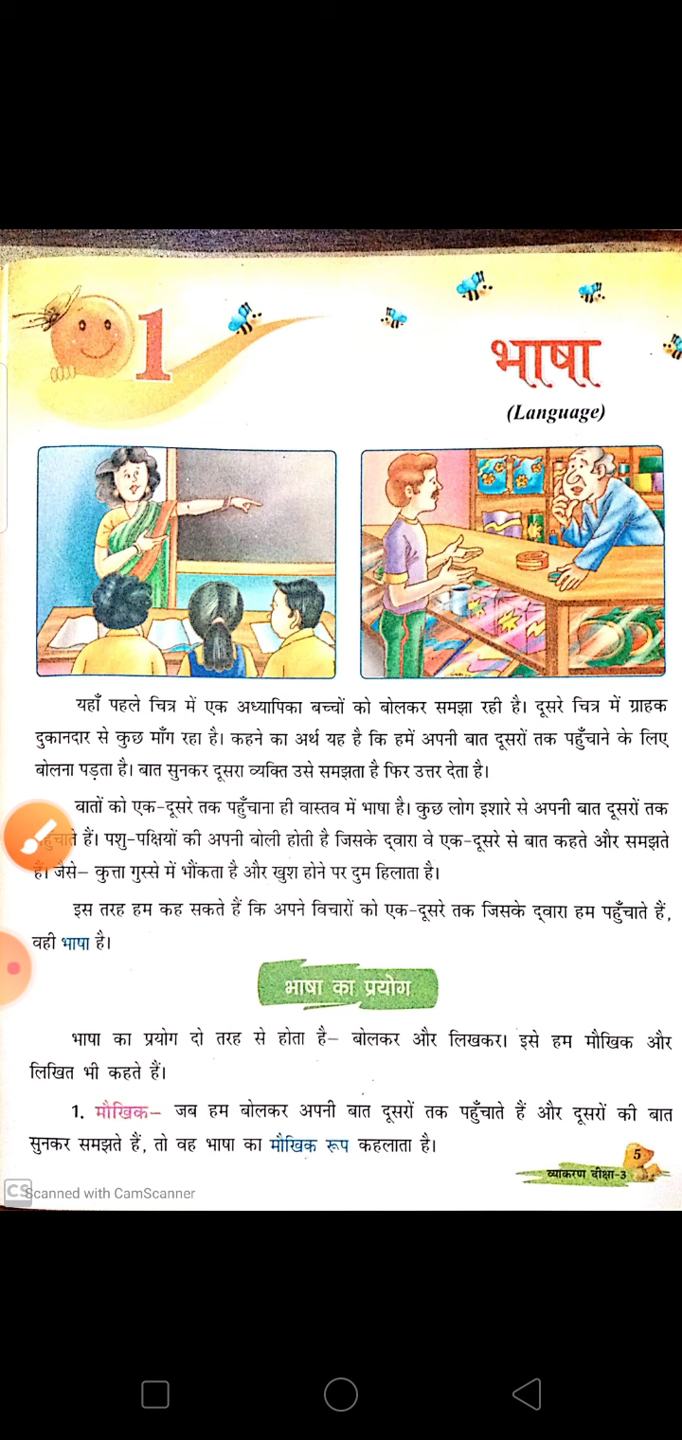 1
भाषा
(Language)
यहाँ पहले चित्र में एक अध्यापिका बच्चों को बोलकर समझा रही है। दूसरे चित्र में ग्राहक
दुकानदार से कुछ माँग रहा है। कहने का अर्थ यह है कि हमें अपनी बात दूसरों तक पहुँचाने के लिए
बोलना पड़ता है। बात सुनकर दूसरा व्यक्ति उसे समझता है फिर उत्तर देता है।
बातों को एक-दूसरे तक पहुँचाना ही वास्तव में भाषा है। कुछ लोग इशारे से अपनी बात दूसरों तक
हैं। पशु-पक्षियों की अपनी बोली होती है जिसके द्वारा वे एक-दूसरे से बात कहते और समझते
हैं। जैसे– कुत्ता गुस्से में भौंकता है और खुश होने पर दुम हिलाता है।
इस तरह हम कह सकते हैं कि अपने विचारों को एक-दूसरे तक जिसके द्वारा हम पहुँचाते हैं,
वही भाषा है।
भाषा का प्रयोग
भाषा का प्रयोग दो तरह से होता है– बोलकर और लिखकर। इसे हम मौखिक और
लिखित भी कहते हैं।
1. मौखिक– जब हम बोलकर अपनी बात दूसरों तक पहुँचाते हैं और दूसरों की बात
सुनकर समझते हैं, तो वह भाषा का मौखिक रूप कहलाता है।
5
व्याकरण दीक्षा-3
CS Scanned with CamScanner